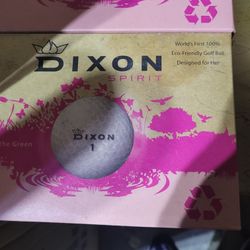 DIXON
SPIRIT
World's First 100%
Eco-Friendly Golf Ball
Designed for Her
the Green
DIXON
1